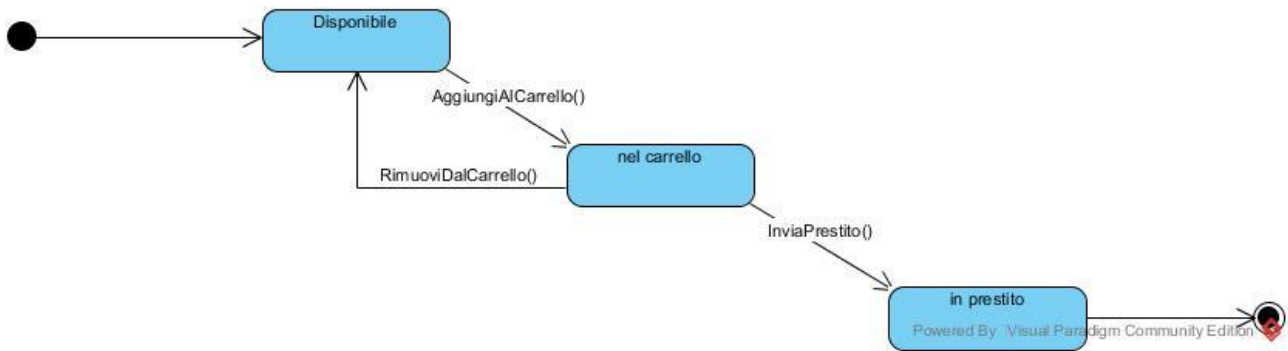 Disponibile
AggiungiAlCarrello()
nel carrello
RimuoviDalCarrello()
InviaPrestito()
in prestito
Powered By Visual Paradigm Community Edition